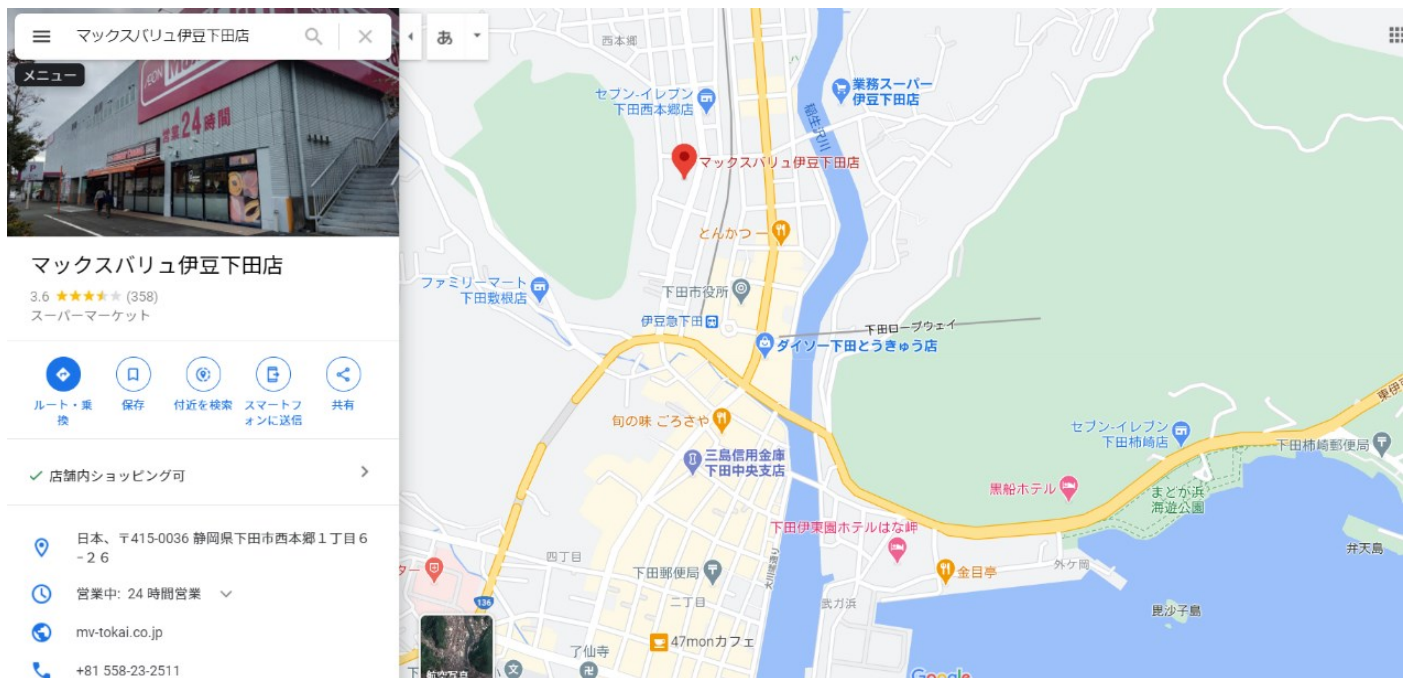 マックスバリュ伊豆下田店
メニュー
営業24時間
マックスバリュ伊豆下田店
3.6 ★★★★★ (358)
スーパーマーケット
ルート・乗
換
保存
付近を検索
スマートフ
ォンに送信
共有
店舗内ショッピング可
日本、〒415-0036 静岡県下田市西本郷1丁目6
−26
営業中: 24 時間営業
mv-tokai.co.jp
+81 558-23-2511
あ
西本郷
セブン‐イレブン
下田西本郷店
業務スーパー
伊豆下田店
稲生沢川
マックスバリュ伊豆下田店
とんかつ 一
ファミリーマート
下田敷根店
下田市役所
伊豆急下田
下田ロープウェイ
ダイソー下田とうきゅう店
東伊
旬の味 ごろさや
三島信用金庫
下田中央支店
セブン‐イレブン
下田柿崎店
下田柿崎郵便局
黒船ホテル
まどが浜
海遊公園
下田伊東園ホテルはな岬
弁天島
四丁目
ター
下田郵便局
大川端通り
金目亭
外ケ岡
136
二丁目
武ガ浜
毘沙子島
47monカフェ
了仙寺
航空写真
Google